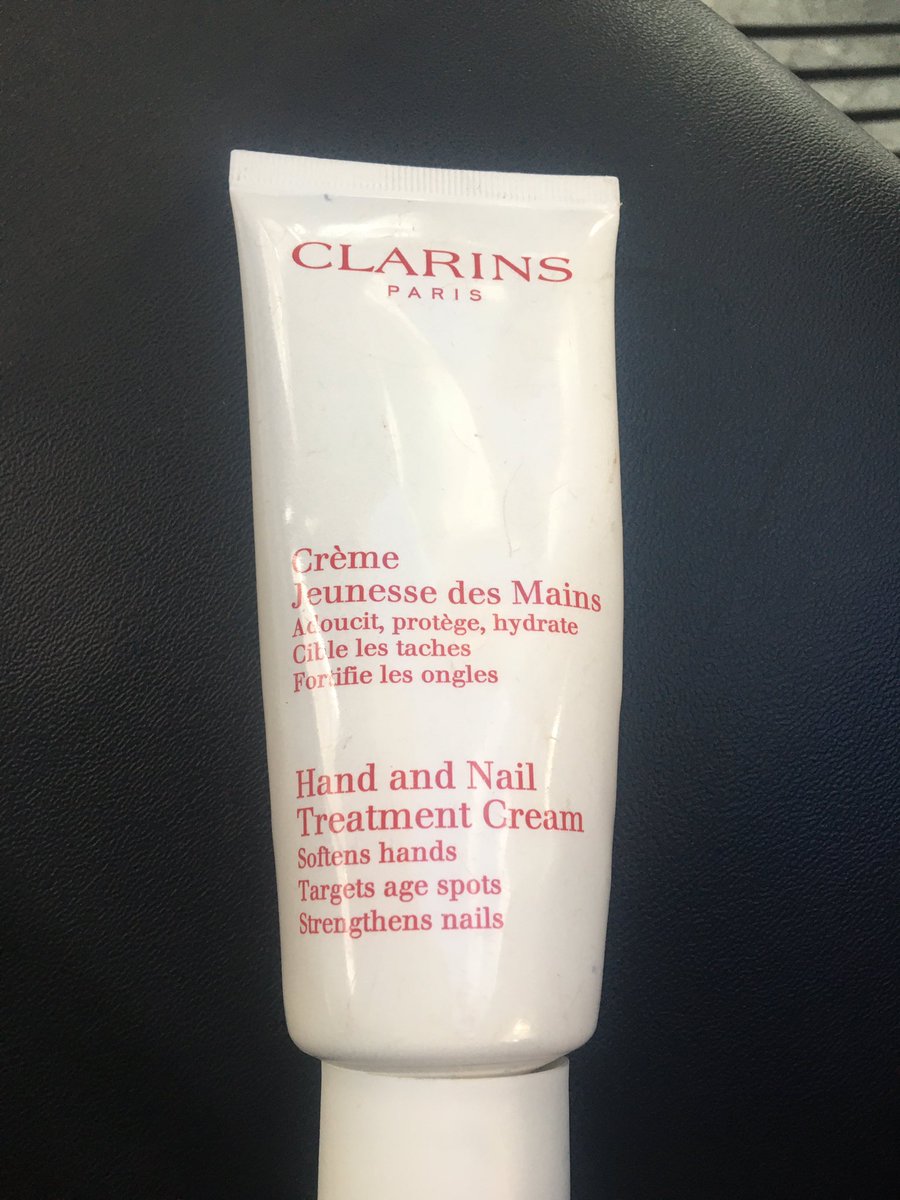 CLARINS
PARIS
Crème
Jeunesse des Mains
Adoucit, protège, hydrate
Cible les taches
Fortifie les ongles
Hand and Nail
Treatment Cream
Softens hands
Targets age spots
Strengthens nails